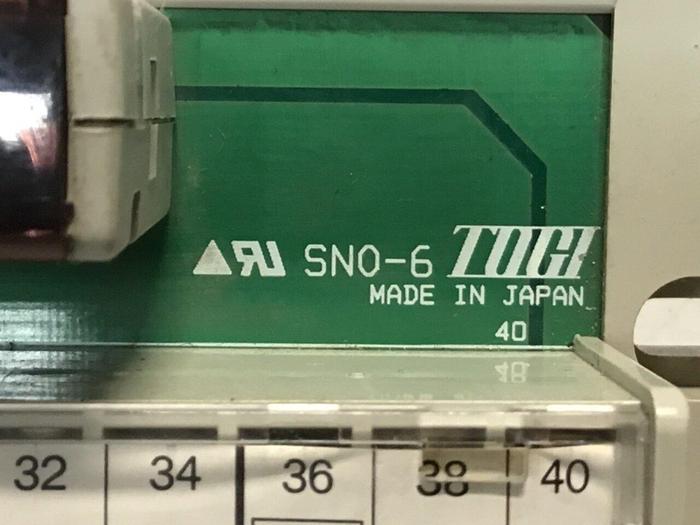 SNO-6 TOGI
MADE IN JAPAN
40
32 34 36 38 40